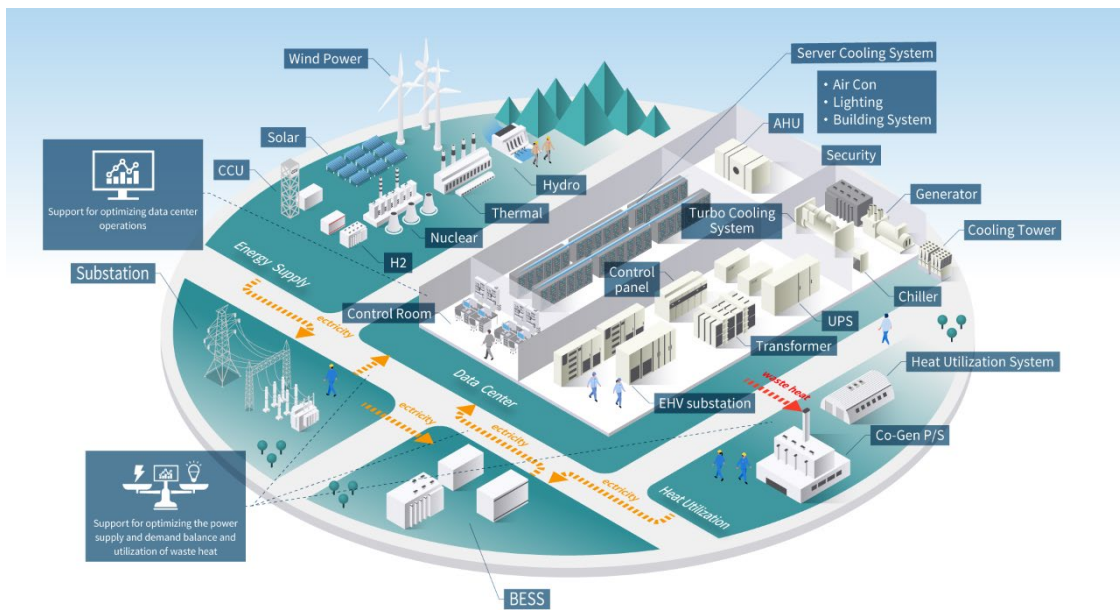 Wind Power
Solar
CCU
Hydro
Thermal
Nuclear
H2
Energy Supply
Support for optimizing data center
operations
Substation
Server Cooling System
• Air Con
• Lighting
• Building System
AHU
Security
Generator
Turbo Cooling
System
Cooling Tower
Control
panel
Chiller
Control Room
UPS
Transformer
EHV substation
Data Center
Heat Utilization System
waste heat
Co-Gen P/S
Heat Utilization
ectricity
ectricity
ectricity
ectricity
ectricity
Support for optimizing the power
supply and demand balance and
utilization of waste heat
BESS